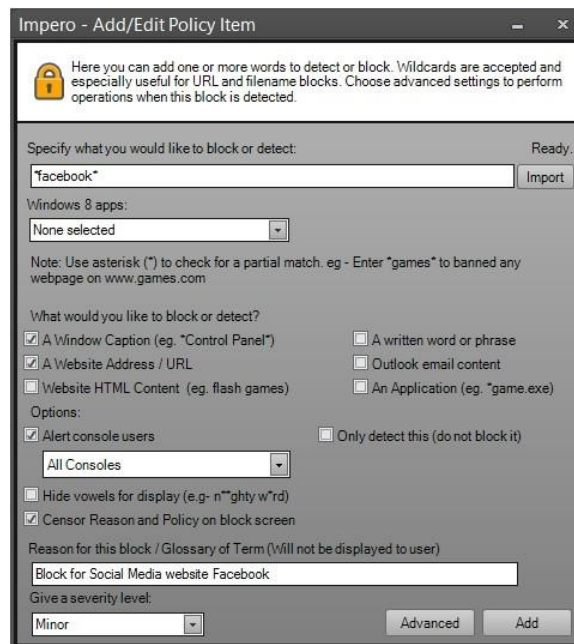 Impero - Add/Edit Policy Item
Here you can add one or more words to detect or block. Wildcards are accepted and
especially useful for URL and filename blocks. Choose advanced settings to perform
operations when this block is detected.
Specify what you would like to block or detect:
Ready.
*facebook*
Import
Windows 8 apps:
None selected
Note: Use asterisk (*) to check for a partial match. eg - Enter *games* to banned any
webpage on www.games.com
What would you like to block or detect?
A Window Caption (eg. *Control Panel*)
A written word or phrase
A Website Address / URL
Outlook email content
Website HTML Content (eg. flash games)
An Application (eg. *game.exe)
Options:
Alert console users
Only detect this (do not block it)
All Consoles
Hide vowels for display (e.g- n**ghty w*rd)
Censor Reason and Policy on block screen
Reason for this block / Glossary of Term (Will not be displayed to user)
Block for Social Media website Facebook
Give a severity level:
Minor
Advanced
Add